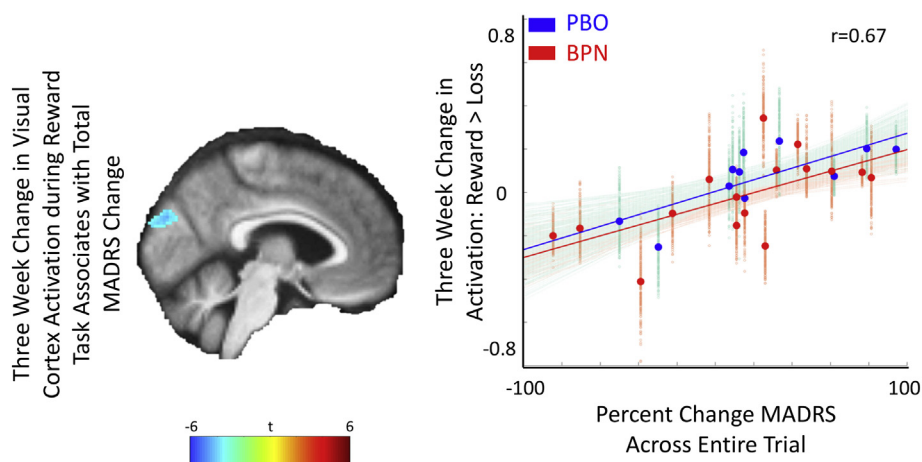 Three Week Change in Visual
Cortex Activation during Reward
Task Associates with Total
MADRS Change
-6
t
6
Three Week Change in
Activation: Reward > Loss
0.8
0
-0.8
PBO
BPN
r=0.67
-100
100
Percent Change MADRS
Across Entire Trial